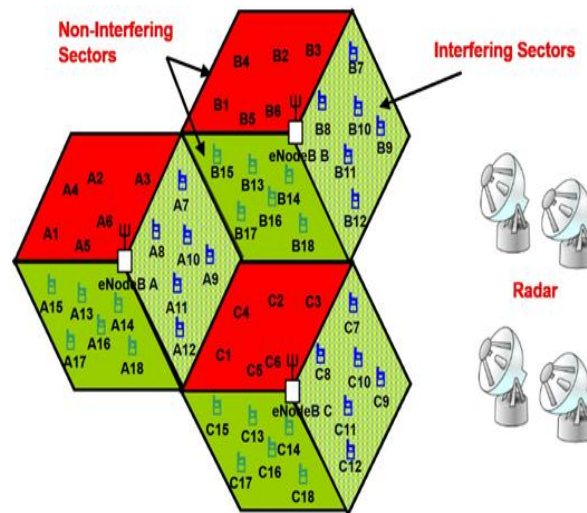 Non-Interfering
Sectors
Interfering Sectors
B4 B2 B3 B7
B1 B5 B6 B8 B10 B9
eNodeB B
B15 B13 B14 B11
B17 B16 B18 B12
A4 A2 A3 A7
A1 A5 A6 A8 A10 A9
eNodeB A
A15 A13 A14 A11
A17 A16 A18 A12
Radar
C4 C2 C3 C7
C1 C5 C6 C8 C10 C9
eNodeB C
C15 C13 C14 C11
C17 C16 C18 C12